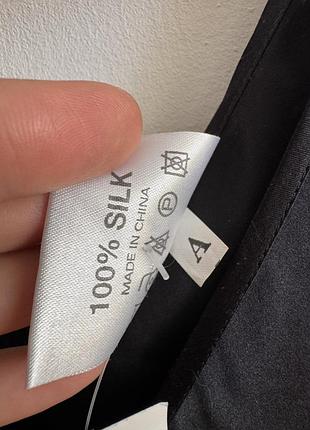 100% SILK
MADE IN CHINA
P
A